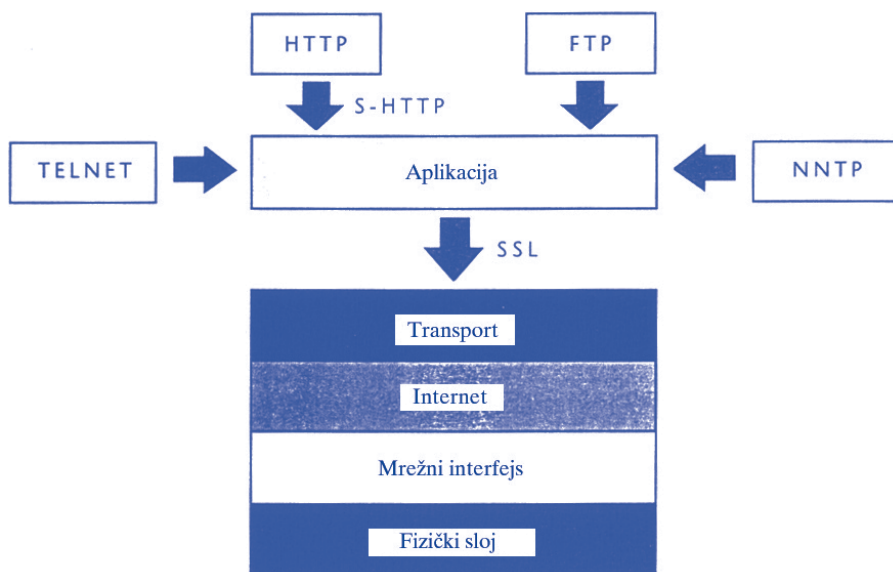 HTTP
FTP
S-HTTP
TELNET
Aplikacija
NNTP
SSL
Transport
Internet
Mrežni interfejs
Fizički sloj